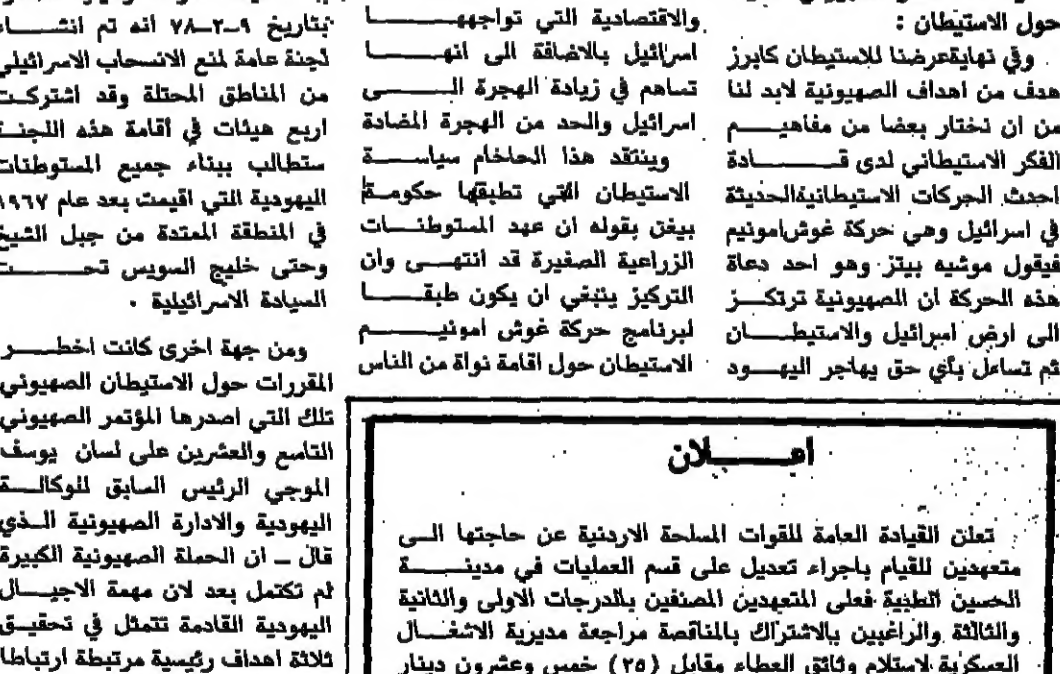 حول الاستيطان :
وفي نهايةعرضنا للاستيطان كابرز
هدف من اهداف الصهيونية لابد لنا
من ان نختار بعضا من مفاهيم
الفكر الاستيطاني لدى قادة
احدث الحركات الاستيطانيةالحديثة
في اسرائيل وهي حركة غوش‌امونيم
فيقول موشيه بيتز وهو احد دعاة
هذه الحركة ان الصهيونية ترتكز
الى ارض اسرائيل والاستيطان
ثم تساءل بأي حق يهاجر اليهود
والاقتصادية التي تواجهها
اسرائيل بالاضافة الى انها
تساهم في زيادة الهجرة الى
اسرائيل والحد من الهجرة المضادة
وينتقد هذا الحاخام سياسة
الاستيطان التي تطبقها حكومة
بيغن بقوله ان عهد المستوطنات
الزراعية الصغيرة قد انتهى وان
التركيز ينبغي ان يكون طبقا
لبرنامج حركة غوش امونيم
الاستيطان حول اقامة نواة من الناس
بتاريخ ٩ـ٢ـ٧٨ أنه تم انشاء
لجنة عامة لمنع الانسحاب الاسرائيلي
من المناطق المحتلة وقد اشتركت
اربع هيئات في أقامة هذه اللجنة
ستطالب ببناء جميع المستوطنات
اليهودية التي اقيمت بعد عام ١٩٦٧
في المنطقة الممتدة من جبل الشيخ
وحتى خليج السويس تحت
السيادة الاسرائيلية .
ومن جهة اخرى كانت اخطر
المقررات حول الاستيطان الصهيوني
تلك التي اصدرها المؤتمر الصهيوني
التاسع والعشرين على لسان يوسف
الموجي الرئيس السابق للوكالة
اليهودية والادارة الصهيونية الذي
قال ـ ان الحملة الصهيونية الكبيرة
لم تكتمل بعد لان مهمة الاجيال
اليهودية القادمة تتمثل في تحقيق
ثلاثة اهداف رئيسية مرتبطة ارتباطا
اعلان
تعلن القيادة العامة للقوات المسلحة الاردنية عن حاجتها الى
متعهدين للقيام باجراء تعديل على قسم العمليات في مدينة
الحسين الطبية فعلى المتعهدين المصنفين بالدرجات الاولى والثانية
والثالثة والراغبين بالاشتراك بالمناقصة مراجعة مديرية الاشغال
العسكرية لاستلام وثائق العطاء مقابل (٢٥) خمس وعشرون دينار